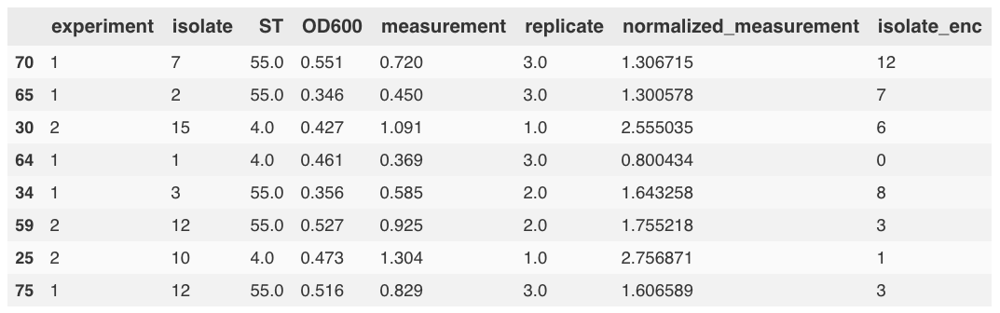 experiment isolate ST OD600 measurement replicate normalized_measurement isolate_enc
70 1 7 55.0 0.551 0.720 3.0 1.306715 12
65 1 2 55.0 0.346 0.450 3.0 1.300578 7
30 2 15 4.0 0.427 1.091 1.0 2.555035 6
64 1 1 4.0 0.461 0.369 3.0 0.800434 0
34 1 3 55.0 0.356 0.585 2.0 1.643258 8
59 2 12 55.0 0.527 0.925 2.0 1.755218 3
25 2 10 4.0 0.473 1.304 1.0 2.756871 1
75 1 12 55.0 0.516 0.829 3.0 1.606589 3